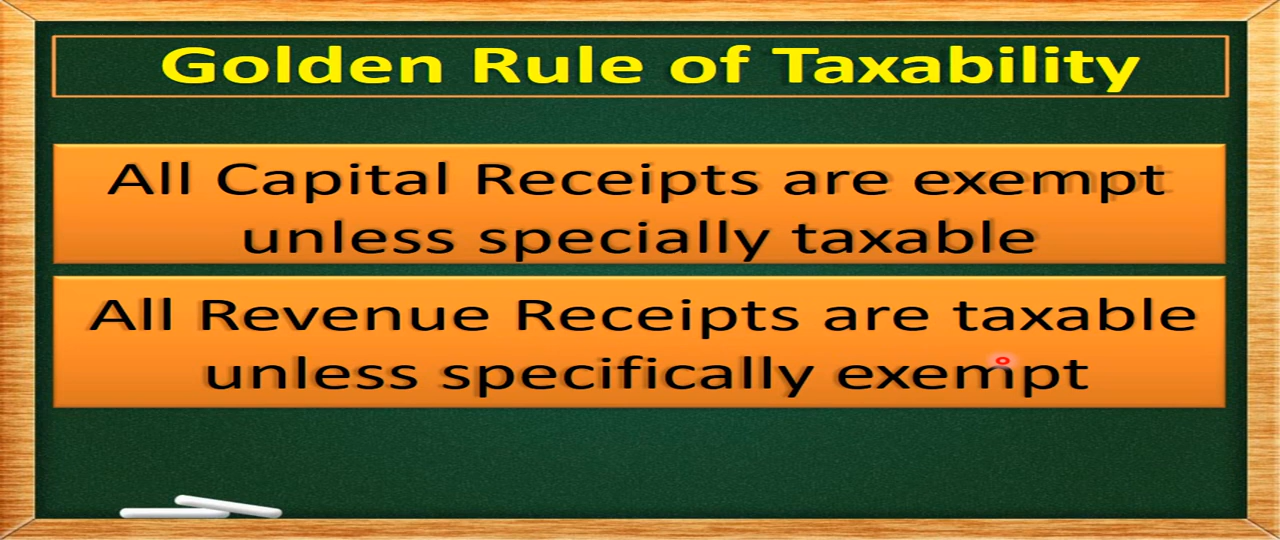 Golden Rule of Taxability
All Capital Receipts are exempt
unless specially taxable
All Revenue Receipts are taxable
unless specifically exempt